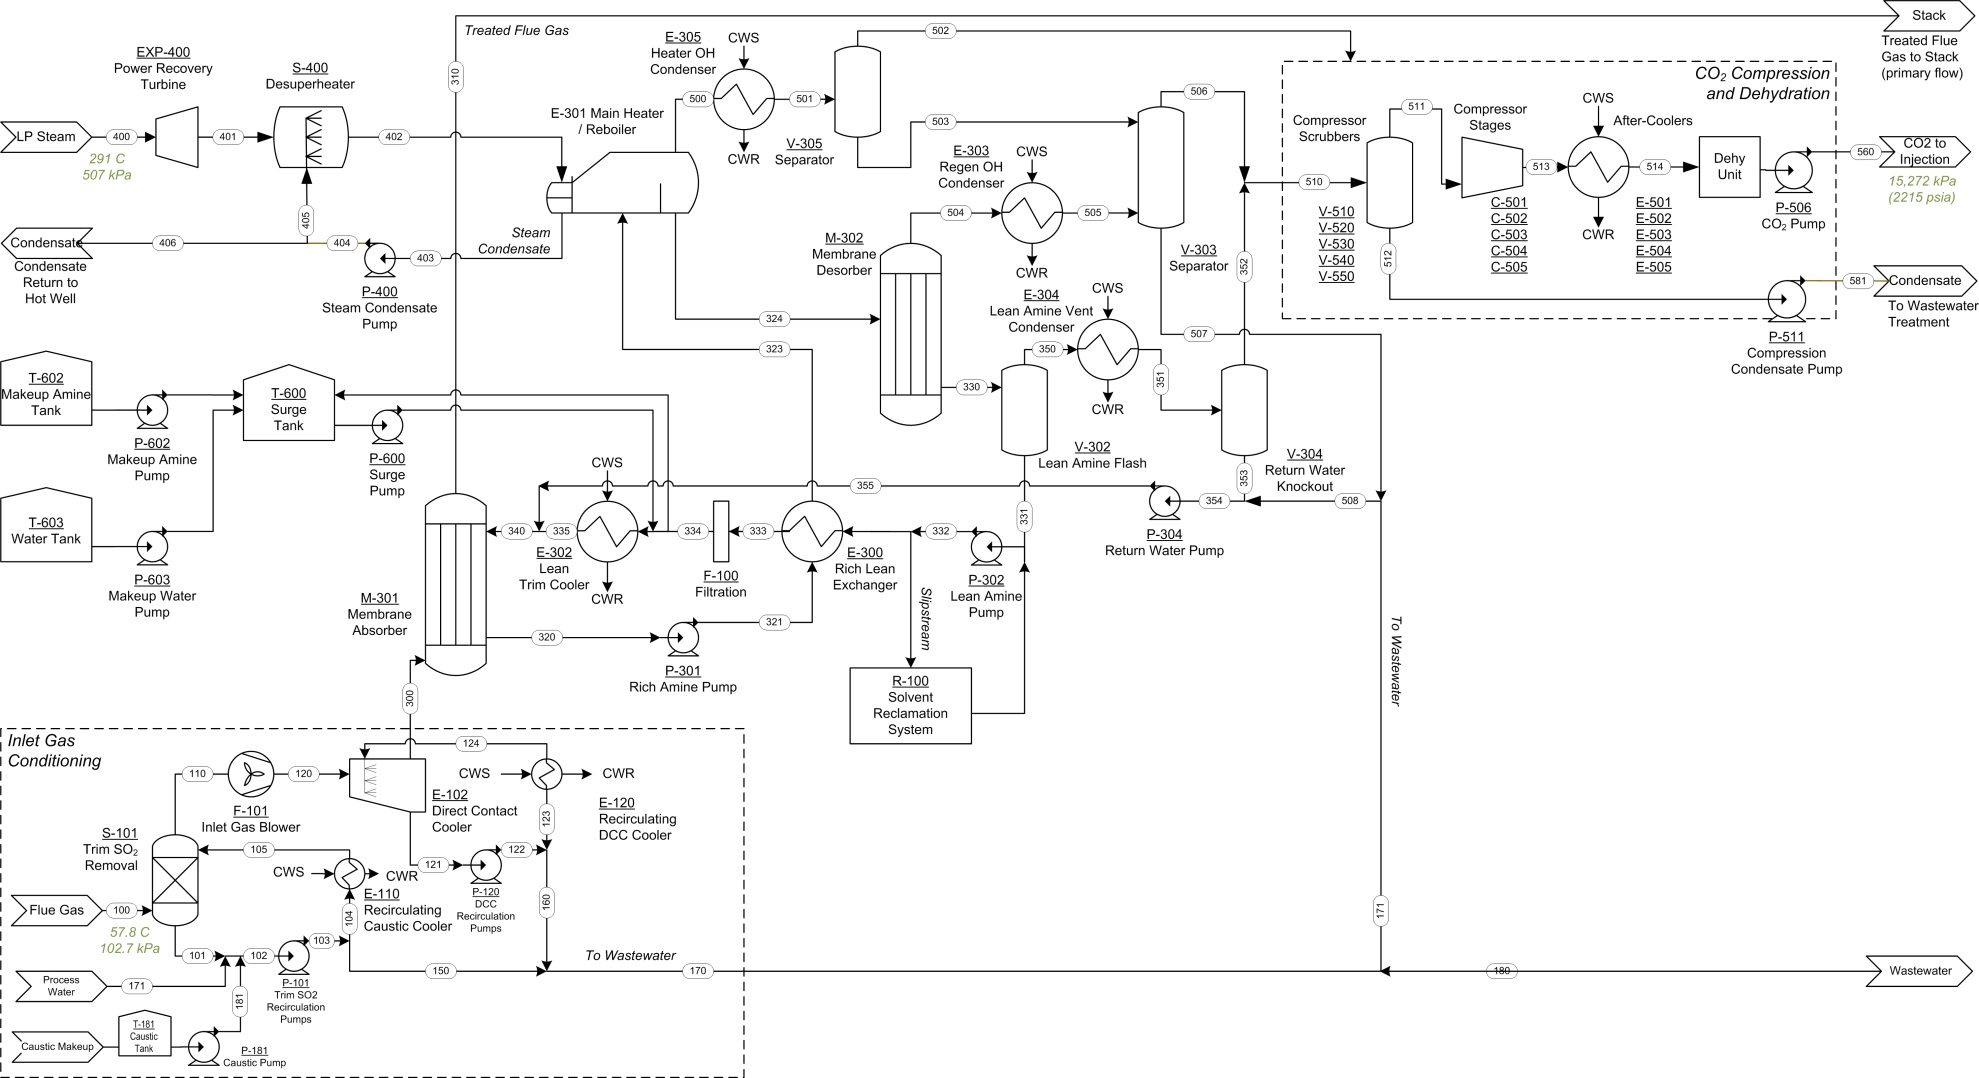 Treated Flue Gas
Stack
Treated Flue
Gas to Stack
(primary flow)
310
EXP-400
Power Recovery
Turbine
S-400
Desuperheater
LP Steam
400
401
402
291 C
507 kPa
405
Condensate
406
404
403
Condensate
Return to
Hot Well
P-400
Steam Condensate
Pump
Steam
Condensate
E-301 Main Heater
/ Reboiler
E-305
Heater OH
Condenser
CWS
500
501
CWR
V-305
Separator
502
503
E-303
Regen OH
Condenser
CWS
504
505
CWR
M-302
Membrane
Desorber
506
V-303
Separator
507
352
510
CO2 Compression
and Dehydration
Compressor
Scrubbers
V-510
V-520
V-530
V-540
V-550
511
512
Compressor
Stages
513
C-501
C-502
C-503
C-504
C-505
CWS
After-Coolers
514
CWR
E-501
E-502
E-503
E-504
E-505
Dehy
Unit
P-506
CO2 Pump
560
CO2 to
Injection
15,272 kPa
(2215 psia)
581
Condensate
To Wastewater
Treatment
P-511
Compression
Condensate Pump
324
323
E-304
Lean Amine Vent
Condenser
CWS
350
351
CWR
330
V-302
Lean Amine Flash
V-304
Return Water
Knockout
353
354
508
355
P-304
Return Water Pump
331
T-602
Makeup Amine
Tank
P-602
Makeup Amine
Pump
T-600
Surge
Tank
P-600
Surge
Pump
T-603
Water Tank
P-603
Makeup Water
Pump
CWS
340
335
334
333
332
E-302
Lean
Trim Cooler
CWR
F-100
Filtration
E-300
Rich Lean
Exchanger
P-302
Lean Amine
Pump
M-301
Membrane
Absorber
320
321
P-301
Rich Amine Pump
Slipstream
R-100
Solvent
Reclamation
System
To Wastewater
300
Inlet Gas
Conditioning
110
120
F-101
Inlet Gas Blower
124
CWS
CWR
E-102
Direct Contact
Cooler
E-120
Recirculating
DCC Cooler
123
S-101
Trim SO2
Removal
105
CWS
CWR
121
122
E-110
Recirculating
Caustic Cooler
P-120
DCC
Recirculation
Pumps
160
104
Flue Gas
100
57.8 C
102.7 kPa
101
102
103
P-101
Trim SO2
Recirculation
Pumps
150
To Wastewater
170
171
180
Wastewater
Process
Water
171
181
Caustic Makeup
T-181
Caustic
Tank
P-181
Caustic Pump